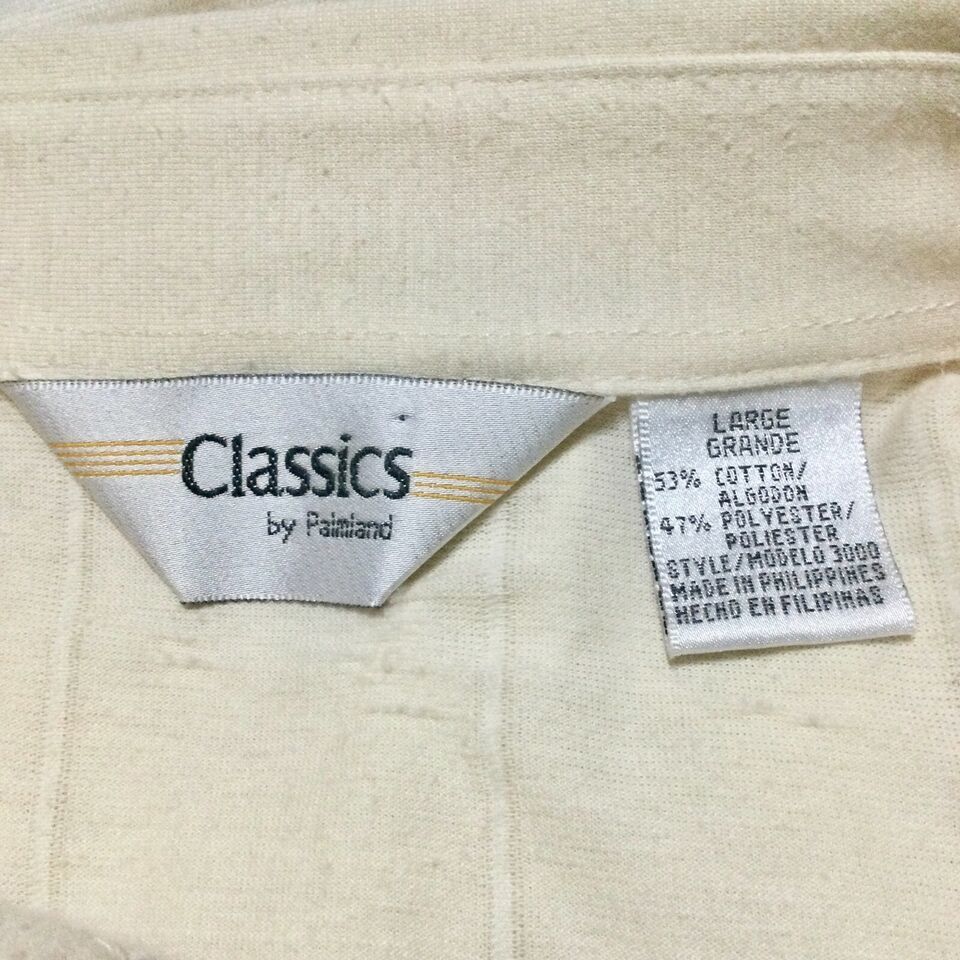 Classics
by Palmland
LARGE
GRANDE
53% COTTON/
ALGODON
47% POLYESTER/
POLIESTER
STYLE/MODELO 3000
MADE IN PHILIPPINES
HECHO EN FILIPINAS